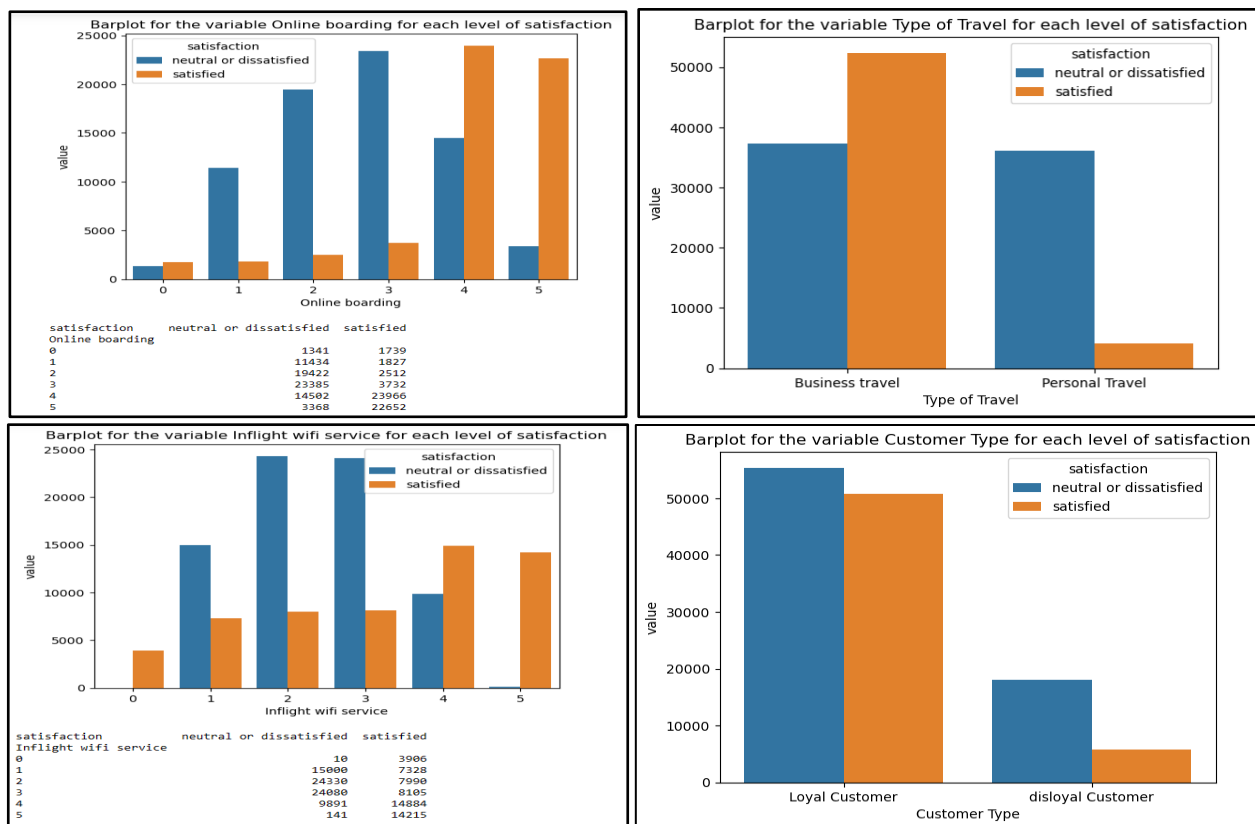 Barplot for the variable Online boarding for each level of satisfaction
25000
20000
15000
10000
5000
0
value
satisfaction
neutral or dissatisfied
satisfied
0 1 2 3 4 5
Online boarding
satisfaction neutral or dissatisfied satisfied
Online boarding
0 1341 1739
1 11434 1827
2 19422 2512
3 23385 3732
4 14502 23966
5 3368 22652
Barplot for the variable Type of Travel for each level of satisfaction
50000
40000
30000
20000
10000
0
value
satisfaction
neutral or dissatisfied
satisfied
Business travel Personal Travel
Type of Travel
Barplot for the variable Inflight wifi service for each level of satisfaction
25000
20000
15000
10000
5000
0
value
satisfaction
neutral or dissatisfied
satisfied
0 1 2 3 4 5
Inflight wifi service
satisfaction neutral or dissatisfied satisfied
Inflight wifi service
0 10 3906
1 15000 7328
2 24330 7990
3 24080 8105
4 9891 14884
5 141 14215
Barplot for the variable Customer Type for each level of satisfaction
50000
40000
30000
20000
10000
0
value
satisfaction
neutral or dissatisfied
satisfied
Loyal Customer disloyal Customer
Customer Type